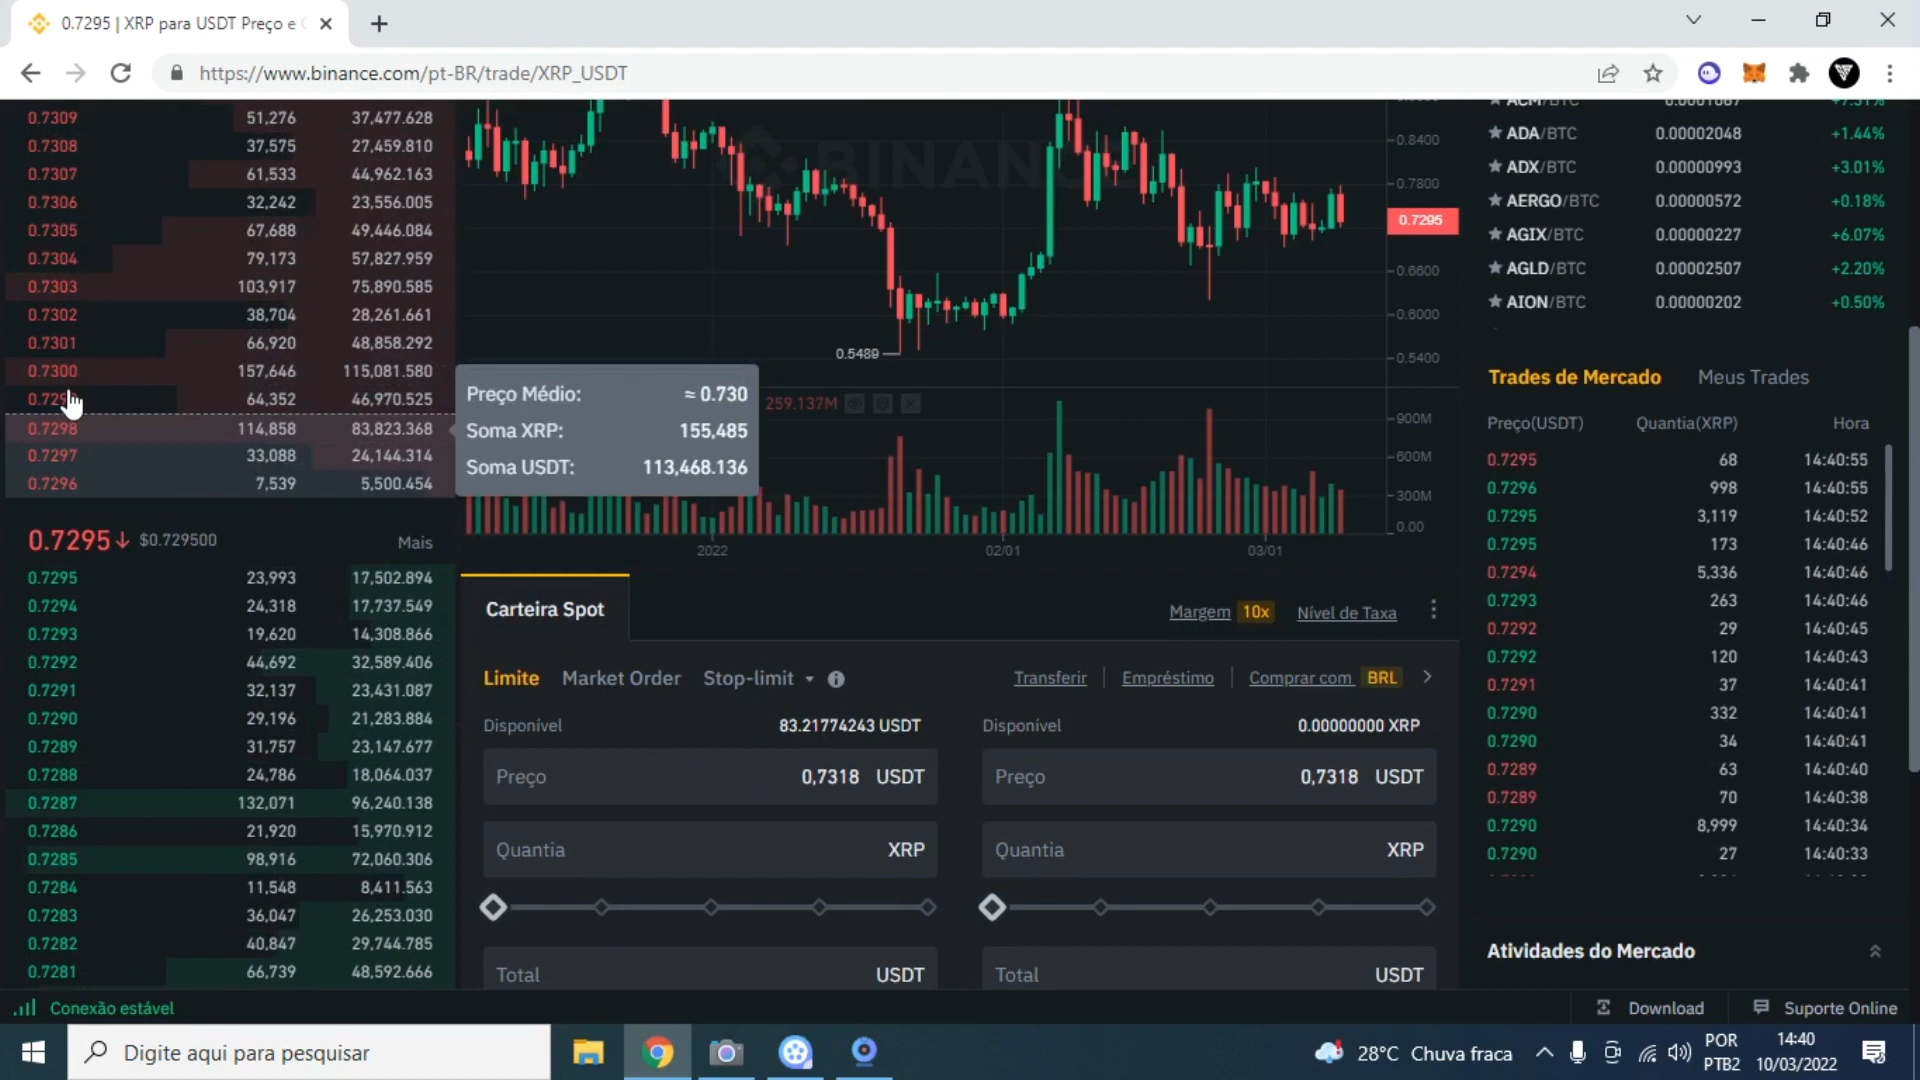 0.7295 | XRP para USDT Preço e
https://www.binance.com/pt-BR/trade/XRP_USDT
0.7309 51,276 37,477.628
0.7308 37,575 27,459.810
0.7307 61,533 44,962.163
0.7306 32,242 23,556.005
0.7305 67,688 49,446.084
0.7304 79,173 57,827.959
0.7303 103,917 75,890.585
0.7302 38,704 28,261.661
0.7301 66,920 48,858.292
0.7300 157,646 115,081.580
64,352 46,970.525
0.7298 114,858 83,823.368
0.7297 33,088 24,144.314
0.7296 7,539 5,500.454
0.7295↓ $0.729500 Mais
0.7295 23,993 17,502.894
0.7294 24,318 17,737.549
0.7293 19,620 14,308.866
0.7292 44,692 32,589.406
0.7291 32,137 23,431.087
0.7290 29,196 21,283.884
0.7289 31,757 23,147.677
0.7288 24,786 18,064.037
0.7287 132,071 96,240.138
0.7286 21,920 15,970.912
0.7285 98,916 72,060.306
0.7284 11,548 8,411.563
0.7283 36,047 26,253.030
0.7282 40,847 29,744.785
0.7281 66,739 48,592.666
BINANCE
0.8400
0.7800
0.7295
0.6600
0.6000
0.5400
0.5489
Preço Médio: ≈ 0.730
Soma XRP: 155,485
Soma USDT: 113,468.136
259.137M
900M
600M
300M
0.00
2022 02/01 03/01
Carteira Spot
Margem 10x Nível de Taxa
Limite Market Order Stop-limit
Transferir Empréstimo Comprar com BRL
Disponível 83.21774243 USDT
Preço 0,7318 USDT
Quantia XRP
Total USDT
Disponível 0.00000000 XRP
Preço 0,7318 USDT
Quantia XRP
Total USDT
ACM/BTC 0.0001087 +7.31%
ADA/BTC 0.00002048 +1.44%
ADX/BTC 0.00000993 +3.01%
AERGO/BTC 0.00000572 +0.18%
AGIX/BTC 0.00000227 +6.07%
AGLD/BTC 0.00002507 +2.20%
AION/BTC 0.00000202 +0.50%
Trades de Mercado Meus Trades
Preço(USDT) Quantia(XRP) Hora
0.7295 68 14:40:55
0.7296 998 14:40:55
0.7295 3,119 14:40:52
0.7295 173 14:40:46
0.7294 5,336 14:40:46
0.7293 263 14:40:46
0.7292 29 14:40:45
0.7292 120 14:40:43
0.7291 37 14:40:41
0.7290 332 14:40:41
0.7290 34 14:40:41
0.7289 63 14:40:40
0.7289 70 14:40:38
0.7290 8,999 14:40:34
0.7290 27 14:40:33
Atividades do Mercado
Conexão estável
Download Suporte Online
Digite aqui para pesquisar
28°C Chuva fraca
POR
PTB2
14:40
10/03/2022